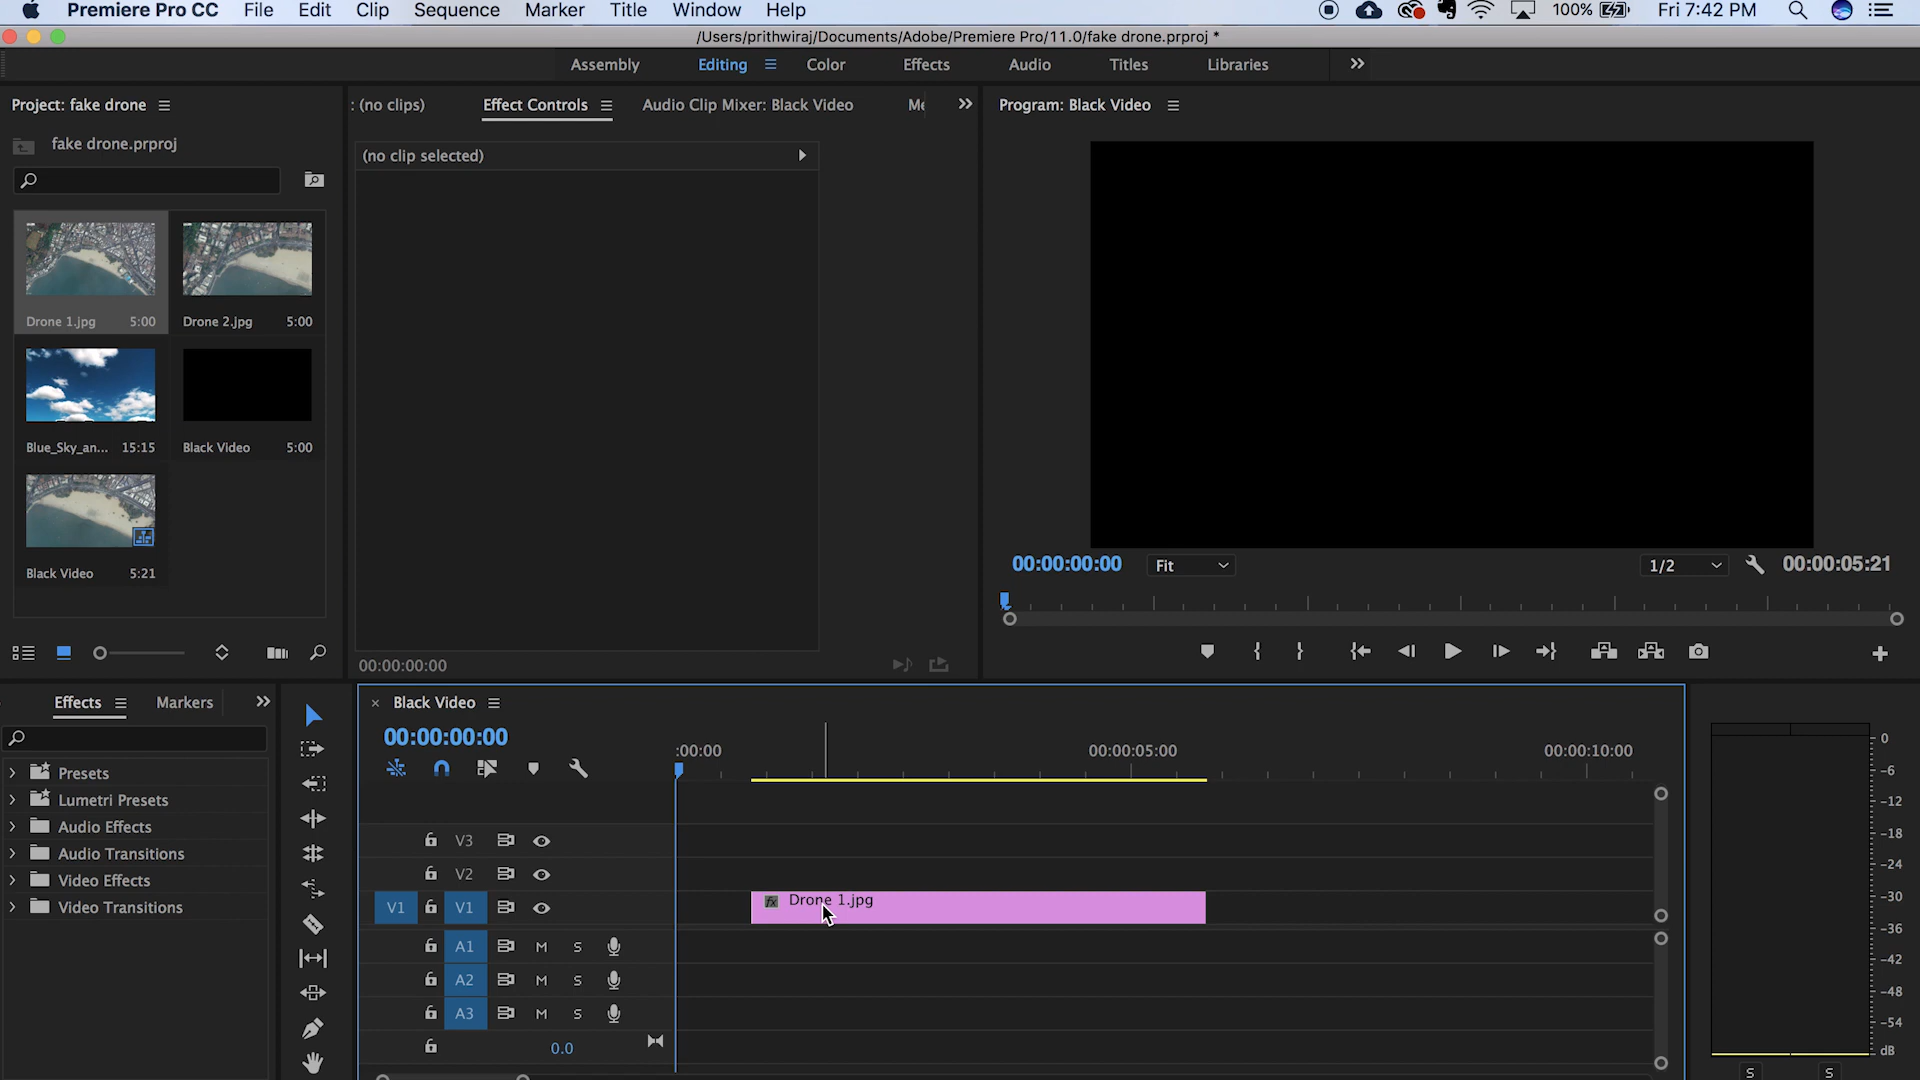 Premiere Pro CC File Edit Clip Sequence Marker Title Window Help 100% Fri 7:42 PM
/Users/prithwiraj/Documents/Adobe/Premiere Pro/11.0/fake drone.prproj *
Assembly Editing Color Effects Audio Titles Libraries
Project: fake drone
: (no clips) Effect Controls Audio Clip Mixer: Black Video
Program: Black Video
fake drone.prproj
(no clip selected)
Drone 1.jpg 5:00 Drone 2.jpg 5:00
Blue_Sky_an... 15:15 Black Video 5:00
Black Video 5:21
00:00:00:00
00:00:00:00 Fit 1/2 00:00:05:21
Effects Markers
Presets
Lumetri Presets
Audio Effects
Audio Transitions
Video Effects
Video Transitions
Black Video
00:00:00:00
:00:00 00:00:05:00 00:00:10:00
V3
V2
V1 V1 fx Drone 1.jpg
A1 M S
A2 M S
A3 M S
0.0
0
-6
-12
-18
-24
-30
-36
-42
-48
-54
dB
S S